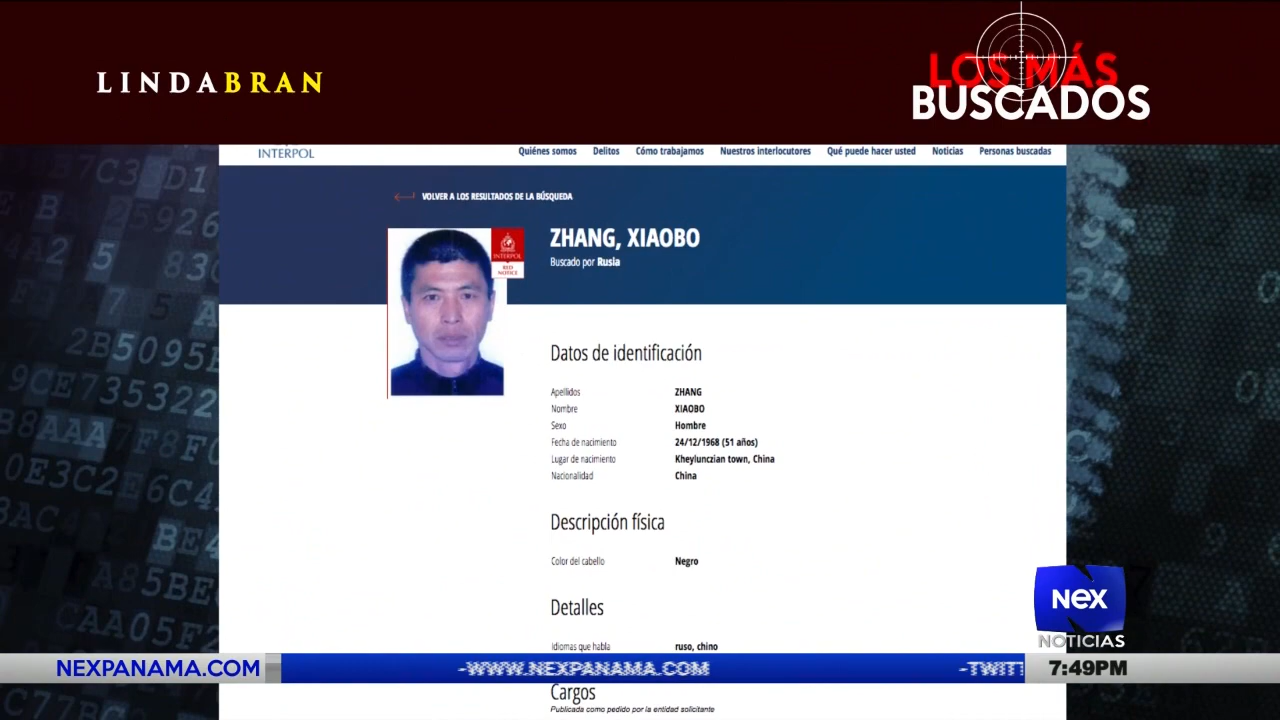 LINDABRAN
LOS MÁS
BUSCADOS
INTERPOL
Quiénes somos Delitos Cómo trabajamos Nuestros interlocutores Qué puede hacer usted Noticias Personas buscadas
VOLVER A LOS RESULTADOS DE LA BÚSQUEDA
INTERPOL
RED
NOTICE
ZHANG, XIAOBO
Buscado por Rusia
Datos de identificación
Apellidos ZHANG
Nombre XIAOBO
Sexo Hombre
Fecha de nacimiento 24/12/1968 (51 años)
Lugar de nacimiento Kheylunczian town, China
Nacionalidad China
Descripción física
Color del cabello Negro
Detalles
Idiomas que habla ruso, chino
Cargos
Publicada como pedido por la entidad solicitante
nex
NOTICIAS
NEXPANAMA.COM -WWW.NEXPANAMA.COM -TWITT 7:49PM